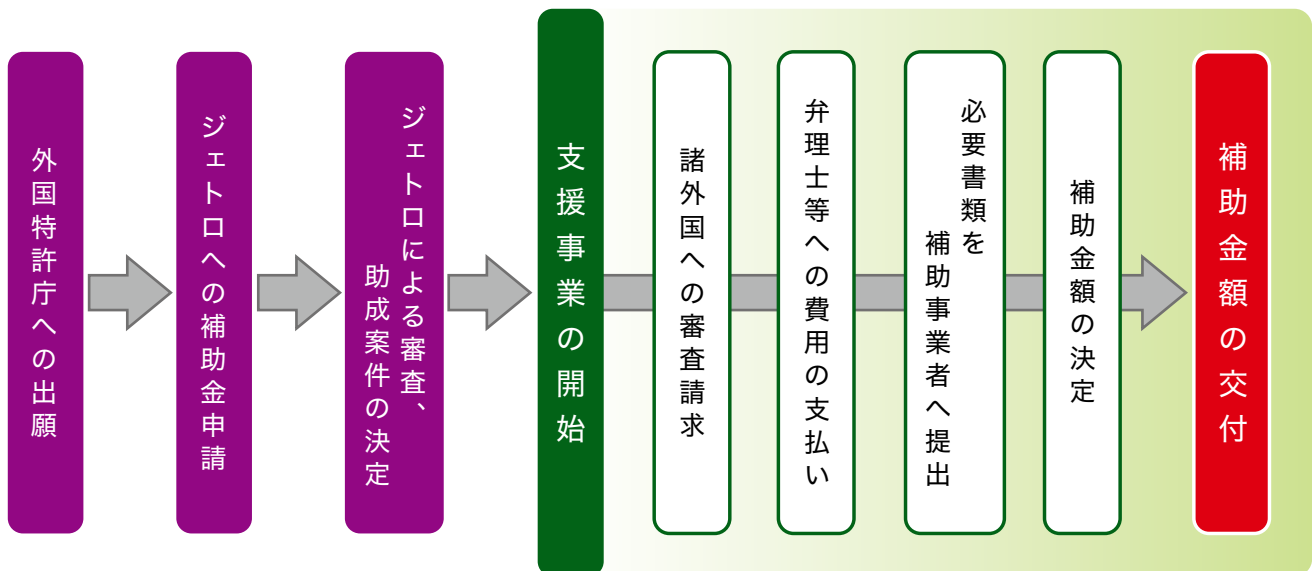 外国特許庁への出願
ジェトロへの補助金申請
ジェトロによる審査、
助成案件の決定
支援事業の開始
諸外国への審査請求
弁理士等への費用の支払い
必要書類を
補助事業者へ提出
補助金額の決定
補助金額の交付